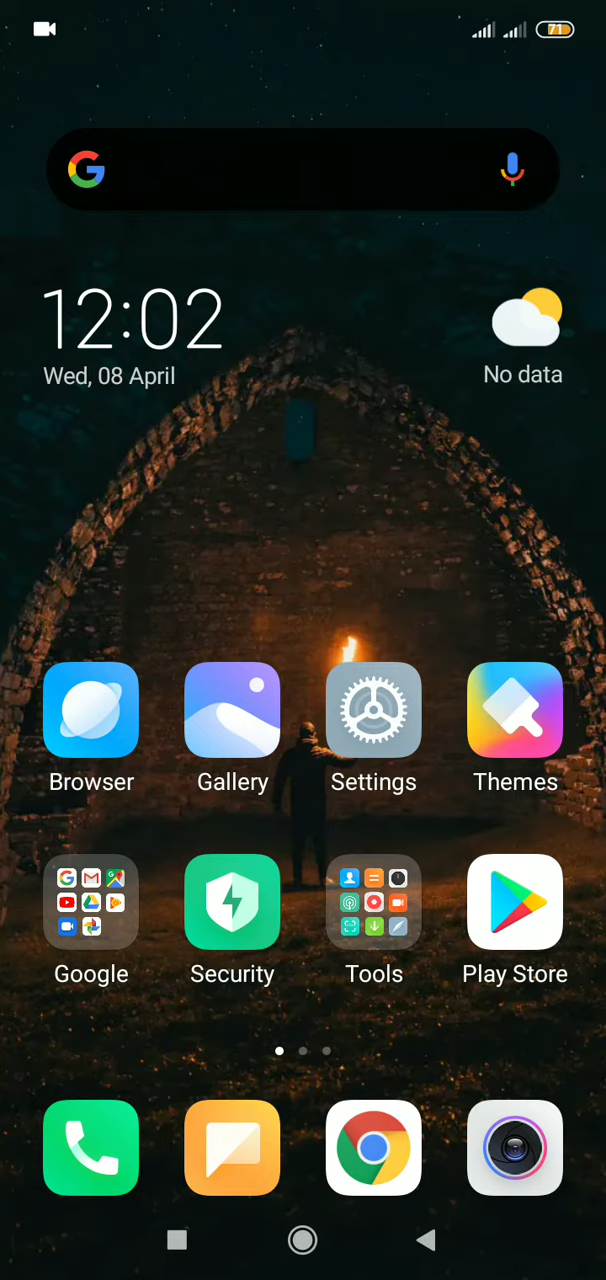 71
12:02
Wed, 08 April
No data
Browser
Gallery
Settings
Themes
Google
Security
Tools
Play Store